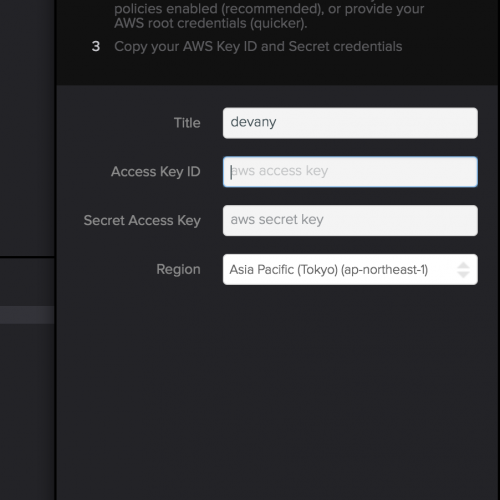 policies enabled (recommended), or provide your
AWS root credentials (quicker).
3 Copy your AWS Key ID and Secret credentials
Title devany
Access Key ID aws access key
Secret Access Key aws secret key
Region Asia Pacific (Tokyo) (ap-northeast-1)